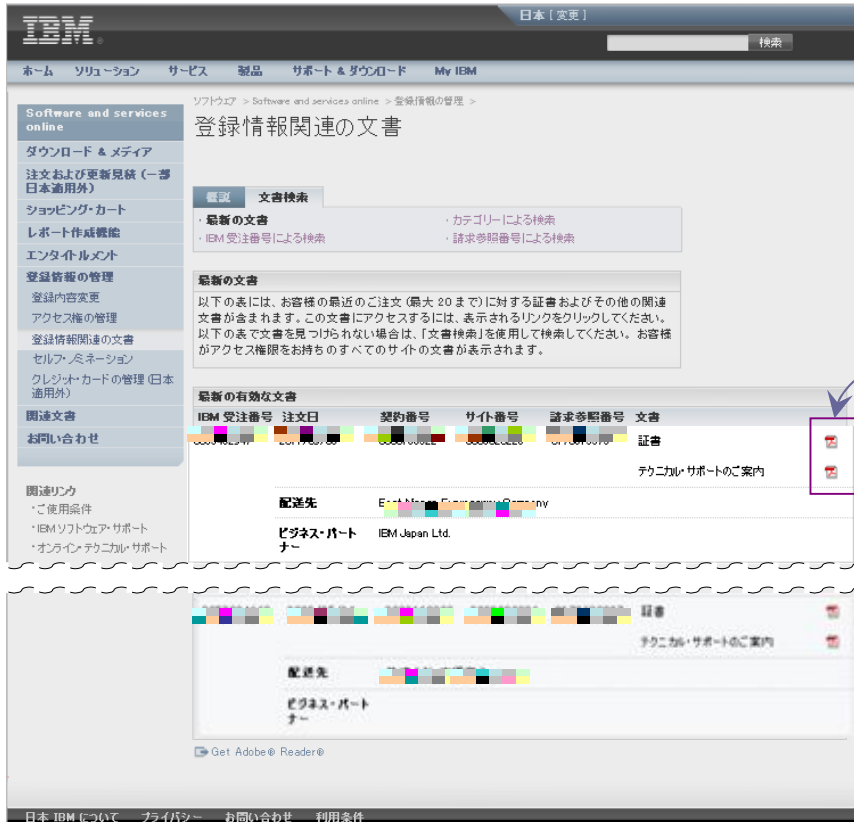 日本 [ 変更 ]
IBM®
検索
ホーム ソリューション サービス 製品 サポート & ダウンロード My IBM
ソフトウェア > Software and services online > 登録情報の管理 >
登録情報関連の文書
Software and services
online
ダウンロード & メディア
注文および更新見積 (一部
日本適用外)
ショッピング・カート
レポート作成機能
エンタイトルメント
登録情報の管理
登録内容変更
アクセス権の管理
登録情報関連の文書
セルフ・ノミネーション
クレジット・カードの管理 (日本
適用外)
関連文書
お問い合わせ
関連リンク
・ご使用条件
・IBM ソフトウェア・サポート
・オンライン・テクニカル・サポート
概説 文書検索
・最新の文書 ・カテゴリーによる検索
・IBM 受注番号による検索 ・請求参照番号による検索
最新の文書
以下の表には、お客様の最近のご注文 (最大 20 まで) に対する証書およびその他の関連
文書が含まれます。この文書にアクセスするには、表示されるリンクをクリックしてください。
以下の表で文書を見つけられない場合は、「文書検索」を使用して検索してください。お客様
がアクセス権限をお持ちのすべてのサイトの文書が表示されます。
最新の有効な文書
IBM 受注番号 注文日 契約番号 サイト番号 請求参照番号 文書
証書
テクニカル・サポートのご案内
配送先
ビジネス・パート IBM Japan Ltd.
ナー
証書
テクニカル・サポートのご案内
配送先
ビジネス・パート
ナー
Get Adobe® Reader®
日本 IBM について プライバシー お問い合わせ 利用条件